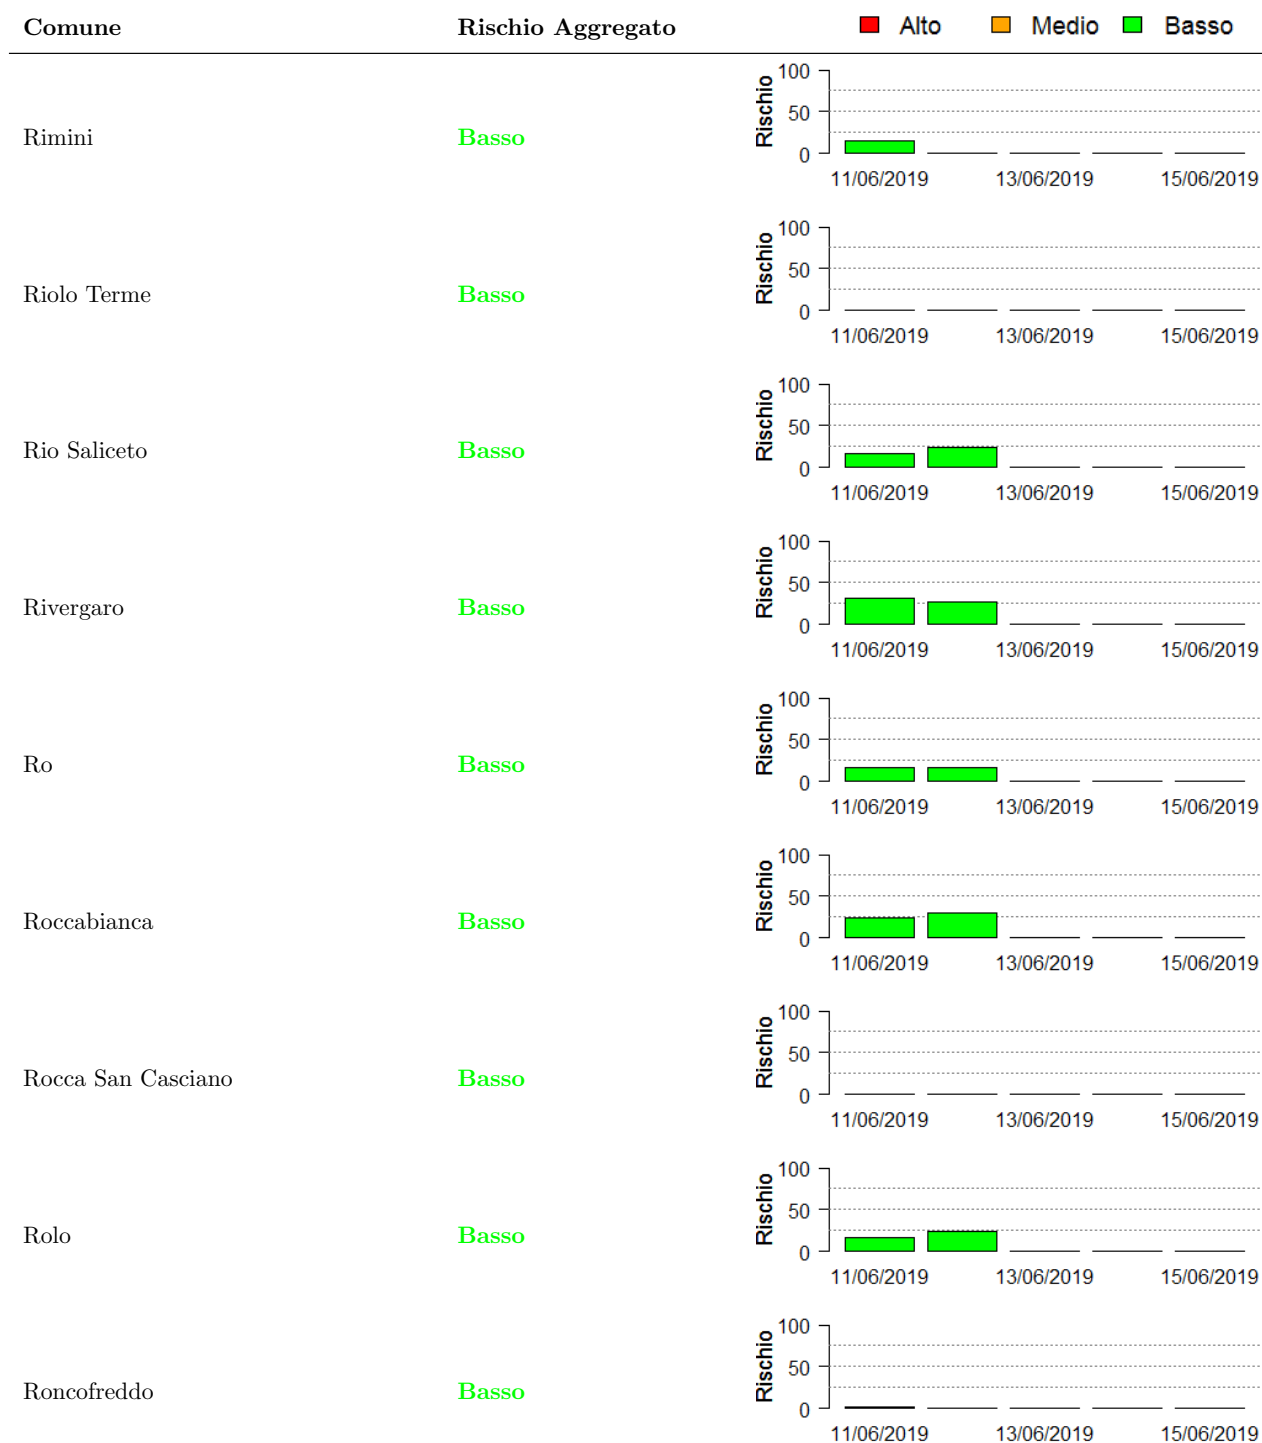 Comune Rischio Aggregato Alto Medio Basso
100
50
0
Rischio
Rimini Basso
11/06/2019 13/06/2019 15/06/2019
100
50
0
Rischio
Riolo Terme Basso
11/06/2019 13/06/2019 15/06/2019
100
50
0
Rischio
Rio Saliceto Basso
11/06/2019 13/06/2019 15/06/2019
100
50
0
Rischio
Rivergaro Basso
11/06/2019 13/06/2019 15/06/2019
100
50
0
Rischio
Ro Basso
11/06/2019 13/06/2019 15/06/2019
100
50
0
Rischio
Roccabianca Basso
11/06/2019 13/06/2019 15/06/2019
100
50
0
Rischio
Rocca San Casciano Basso
11/06/2019 13/06/2019 15/06/2019
100
50
0
Rischio
Rolo Basso
11/06/2019 13/06/2019 15/06/2019
100
50
0
Rischio
Roncofreddo Basso
11/06/2019 13/06/2019 15/06/2019